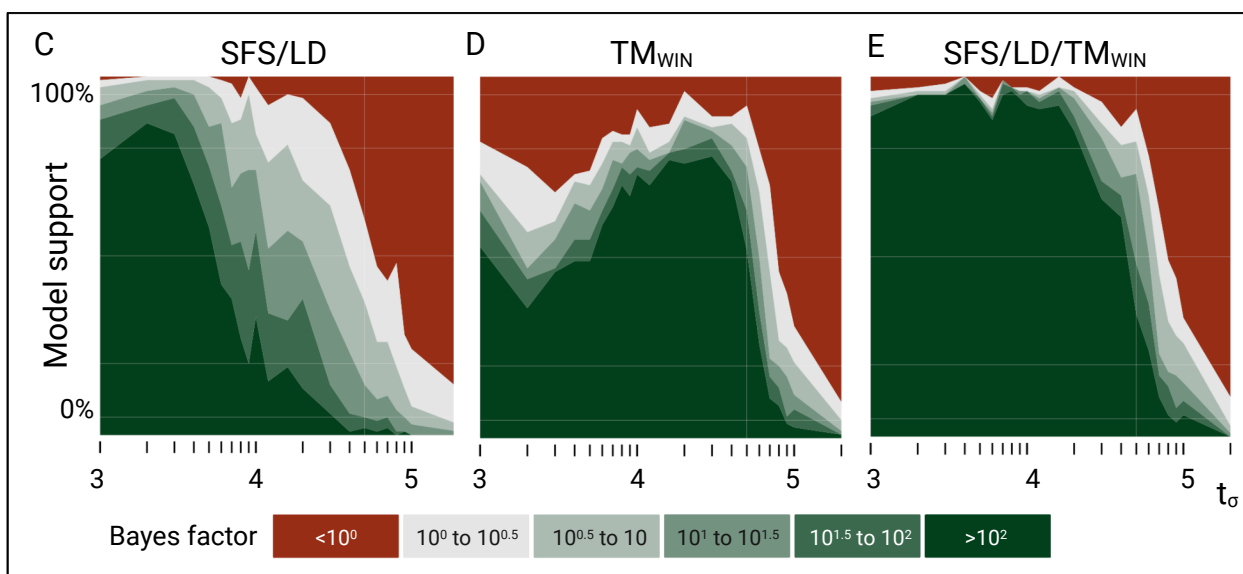 C SFS/LD
D TMWIN
E SFS/LD/TMWIN
Model support
100%
0%
3 4 5
3 4 5
3 4 5 tσ
Bayes factor
<10⁰
10⁰ to 10⁰·⁵
10⁰·⁵ to 10
10¹ to 10¹·⁵
10¹·⁵ to 10²
>10²